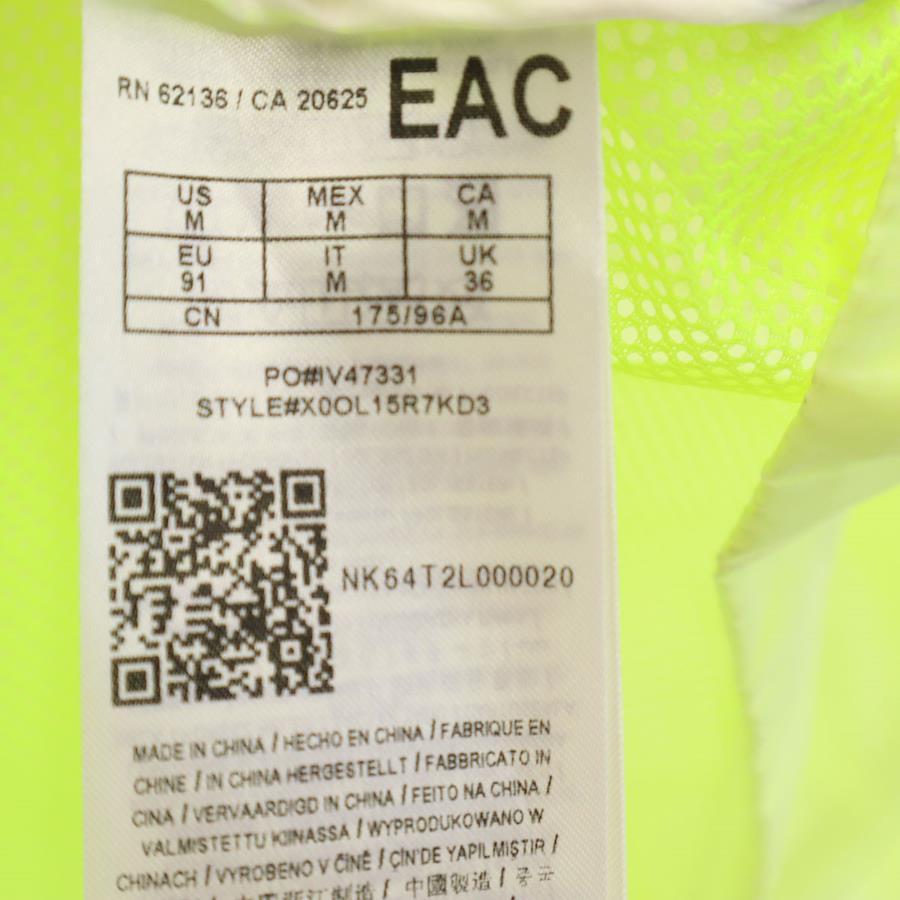 RN 62136 / CA 20625
EAC
US MEX CA
M M M
EU IT UK
91 M 36
CN 175/96A
PO#IV47331
STYLE#X0OL15R7KD3
NK64T2L000020
MADE IN CHINA / HECHO EN CHINA / FABRIQUE EN
CHINE / IN CHINA HERGESTELLT / FABBRICATO IN
CINA / VERVAARDIGD IN CHINA / FEITO NA CHINA /
VALMISTETTU KIINASSA / WYPRODUKOWANO W
CHINACH / VYROBENO V ČÍNĚ / ÇİN'DE YAPILMIŞTIR /
製造 / 中國製造 /